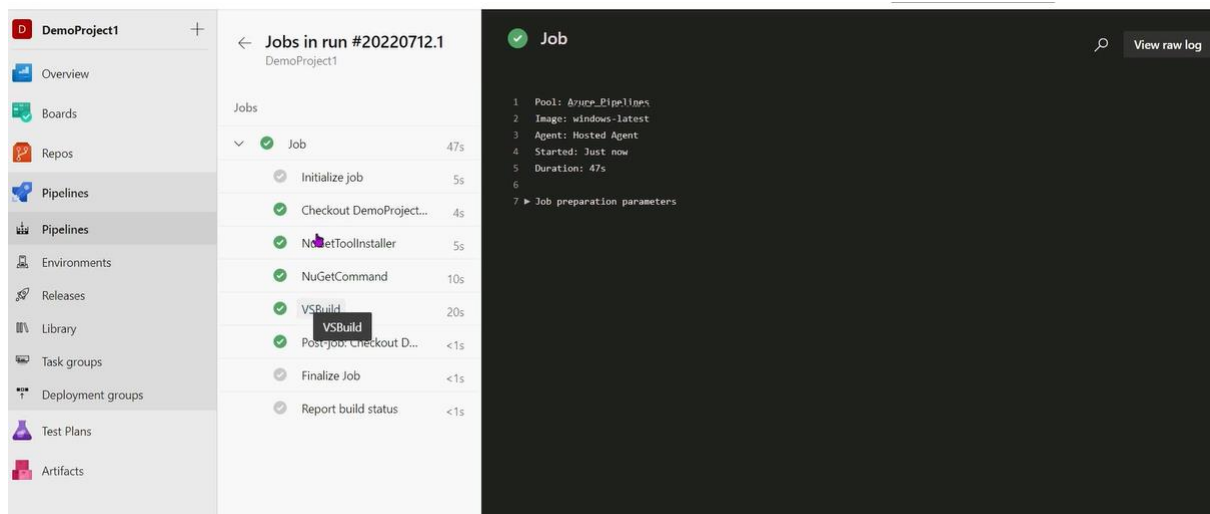 D DemoProject1
Overview
Boards
Repos
Pipelines
Pipelines
Environments
Releases
Library
Task groups
Deployment groups
Test Plans
Artifacts
Jobs in run #20220712.1
DemoProject1
Jobs
Job 47s
Initialize job 5s
Checkout DemoProject... 4s
NuGetToolInstaller 5s
NuGetCommand 10s
VSBuild 20s
VSBuild
Post-job: Checkout D... <1s
Finalize Job <1s
Report build status <1s
Job
View raw log
1 Pool: Azure Pipelines
2 Image: windows-latest
3 Agent: Hosted Agent
4 Started: Just now
5 Duration: 47s
6
7 ▶ Job preparation parameters